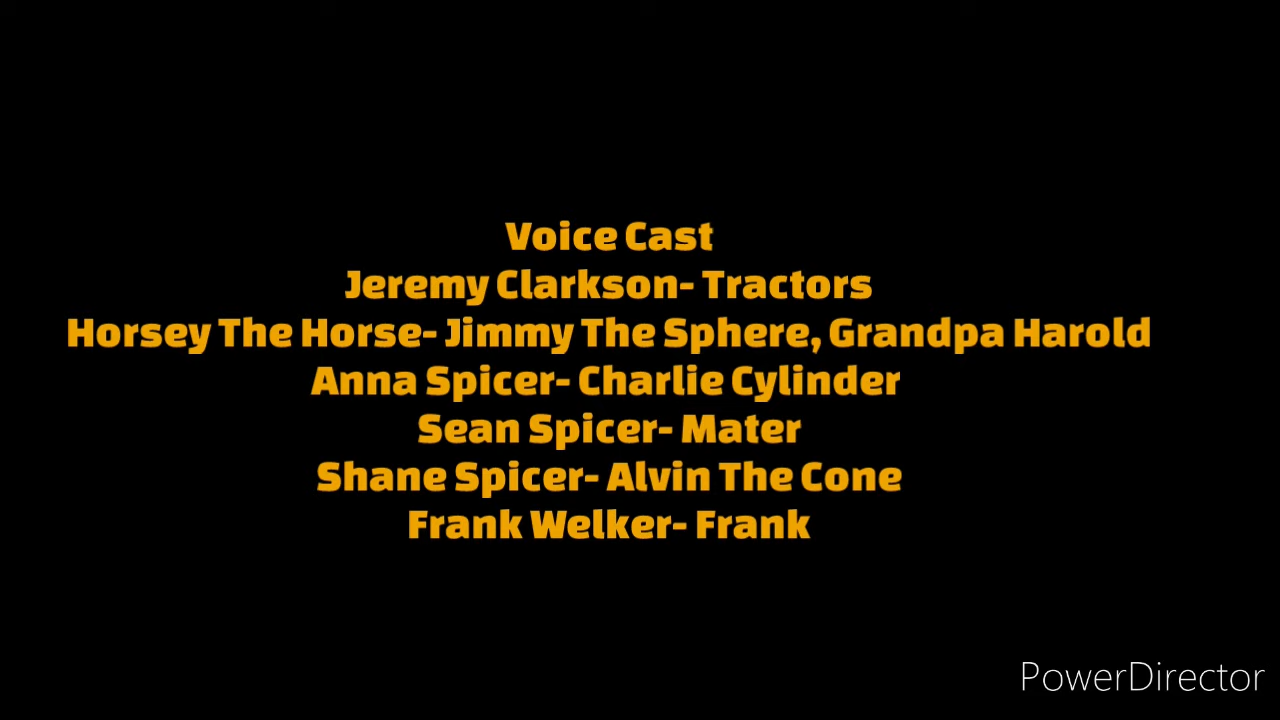 Voice Cast
Jeremy Clarkson- Tractors
Horsey The Horse- Jimmy The Sphere, Grandpa Harold
Anna Spicer- Charlie Cylinder
Sean Spicer- Mater
Shane Spicer- Alvin The Cone
Frank Welker- Frank
PowerDirector